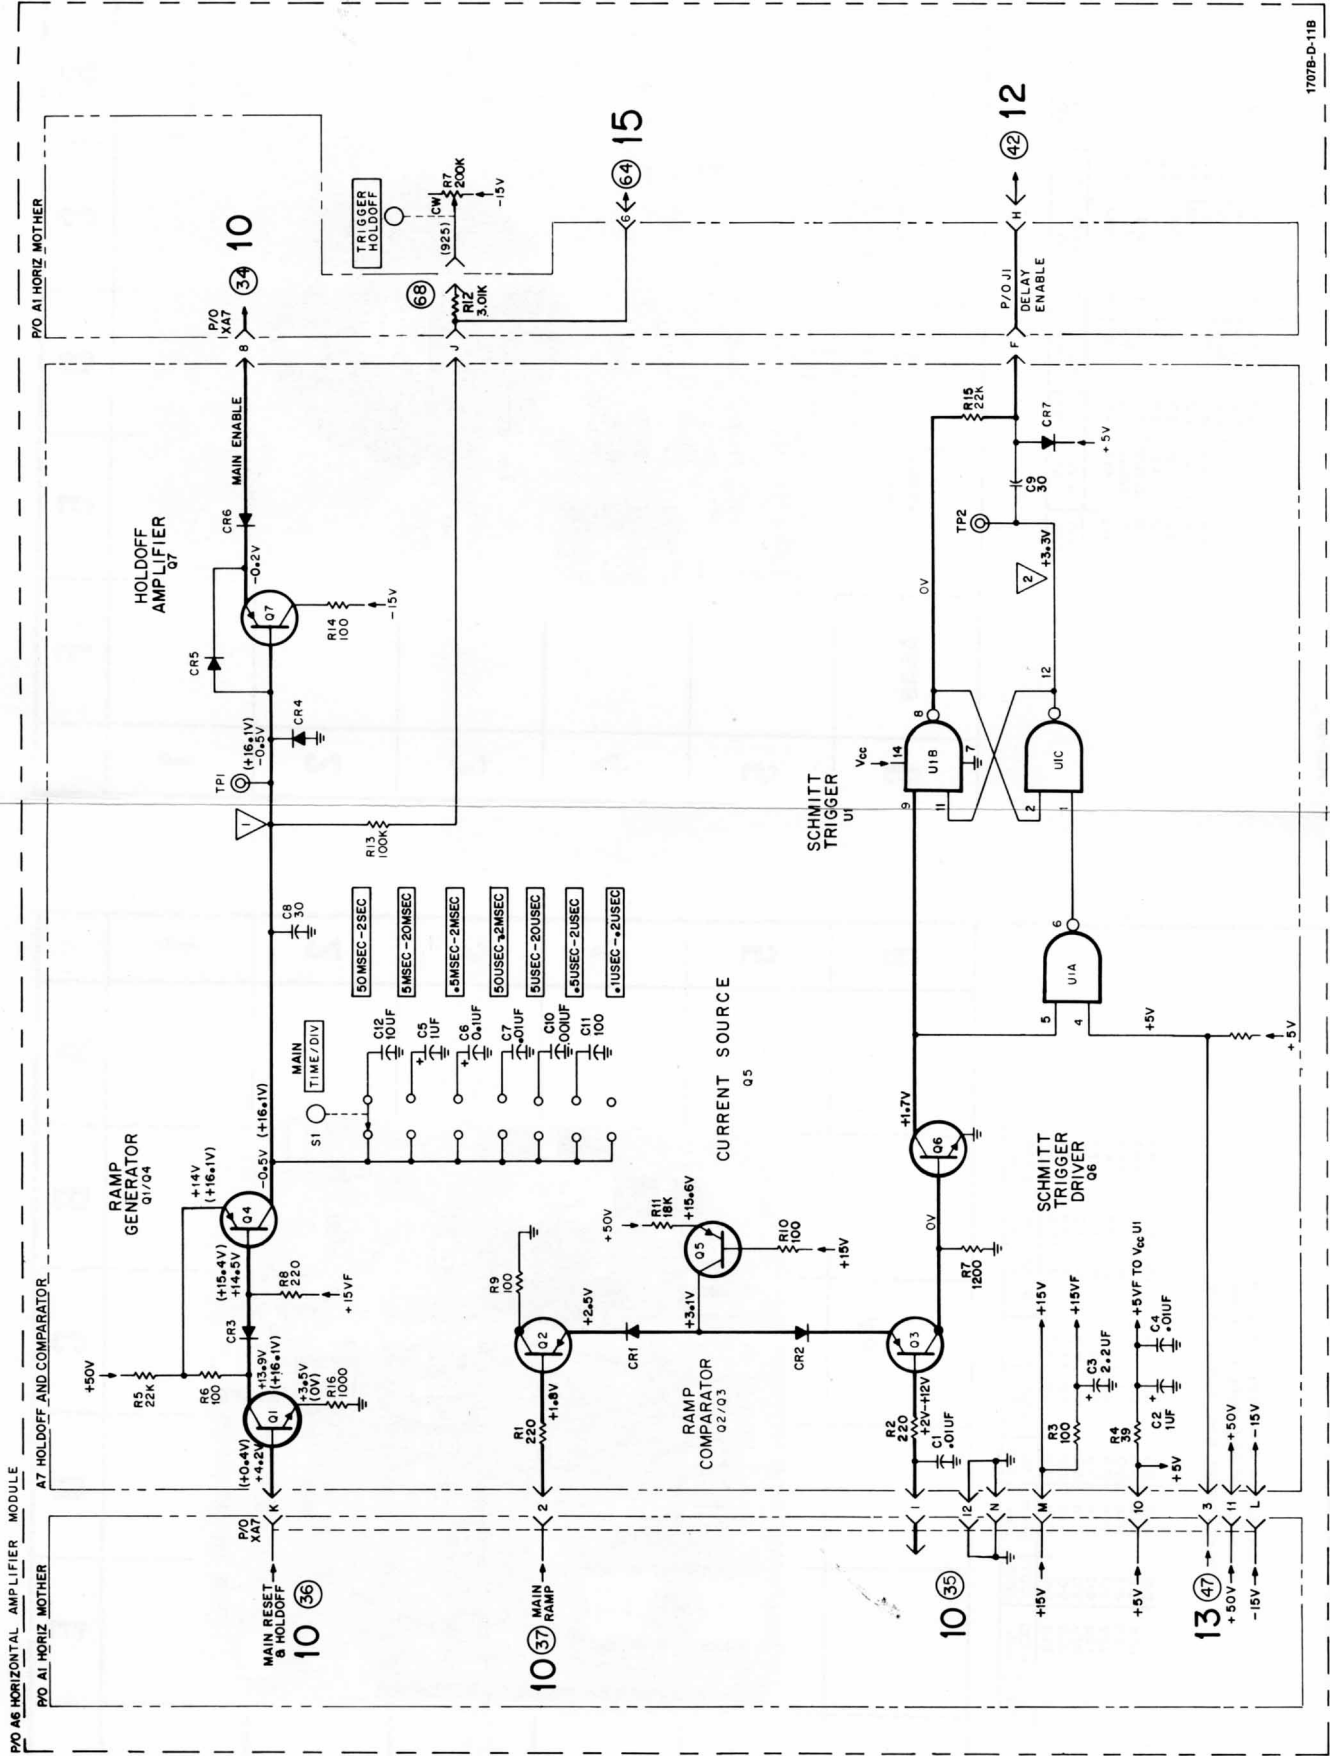 P/O A6 HORIZONTAL AMPLIFIER MODULE
P/O A1 HORIZ MOTHER
A7 HOLDOFF AND COMPARATOR
P/O A1 HORIZ MOTHER
MAIN RESET
& HOLDOFF
10 36
P/O
XA7
K
(+0.4V)
+4.2V
Q1
+50V
R5
22K
R6
100
+13.9V
(+16.1V)
+3.5V
(0V)
R16
1000
CR3
(+15.4V)
+14.5V
R8
220
+15VF
RAMP
GENERATOR
Q1/Q4
+14V
(+16.1V)
Q4
-0.5V (+16.1V)
S1
MAIN
TIME/DIV
C12
10UF
50MSEC-2SEC
C5
1UF
5MSEC-20MSEC
C6
0.1UF
.5MSEC-2MSEC
C7
.01UF
50USEC-.2MSEC
C10
.001UF
5USEC-20USEC
C11
100
.5USEC-2USEC
.1USEC-.2USEC
C8
30
1
R13
100K
TP1
(+16.1V)
-0.5V
CR4
CR5
HOLDOFF
AMPLIFIER
Q7
Q7
R14
100
-15V
-0.2V
CR6
MAIN ENABLE
8
P/O
XA7
34 10
J
68
R12
3.01K
(925)
CW
R7
200K
-15V
TRIGGER
HOLDOFF
6
64 15
10 37 MAIN
RAMP
2
R1
220
+1.8V
Q2
R9
100
+2.5V
CR1
+3.1V
RAMP
COMPARATOR
Q2/Q3
CR2
Q5
+50V
R11
18K
+15.6V
R10
100
+15V
CURRENT SOURCE
Q5
10 35
1
C1
.01UF
R2
220
+2V-+12V
Q3
0V
R7
1200
Q6
+1.7V
SCHMITT
TRIGGER
DRIVER
Q6
12
N
+15V
M
R3
100
+15V
+15VF
C3
2.2UF
+5V
10
+5V
R4
39
C2
1UF
C4
.01UF
+5VF TO Vcc U1
13 47
3
+50V
11
+50V
-15V
L
-15V
+5V
+5V
5
4
U1A
6
SCHMITT
TRIGGER
U1
Vcc
14
9
11
U1B
8
7
2
1
U1C
12
0V
2
+3.3V
TP2
C9
30
R15
22K
CR7
+5V
F
P/O J1
DELAY
ENABLE
H
42 12
1707B-D-11B